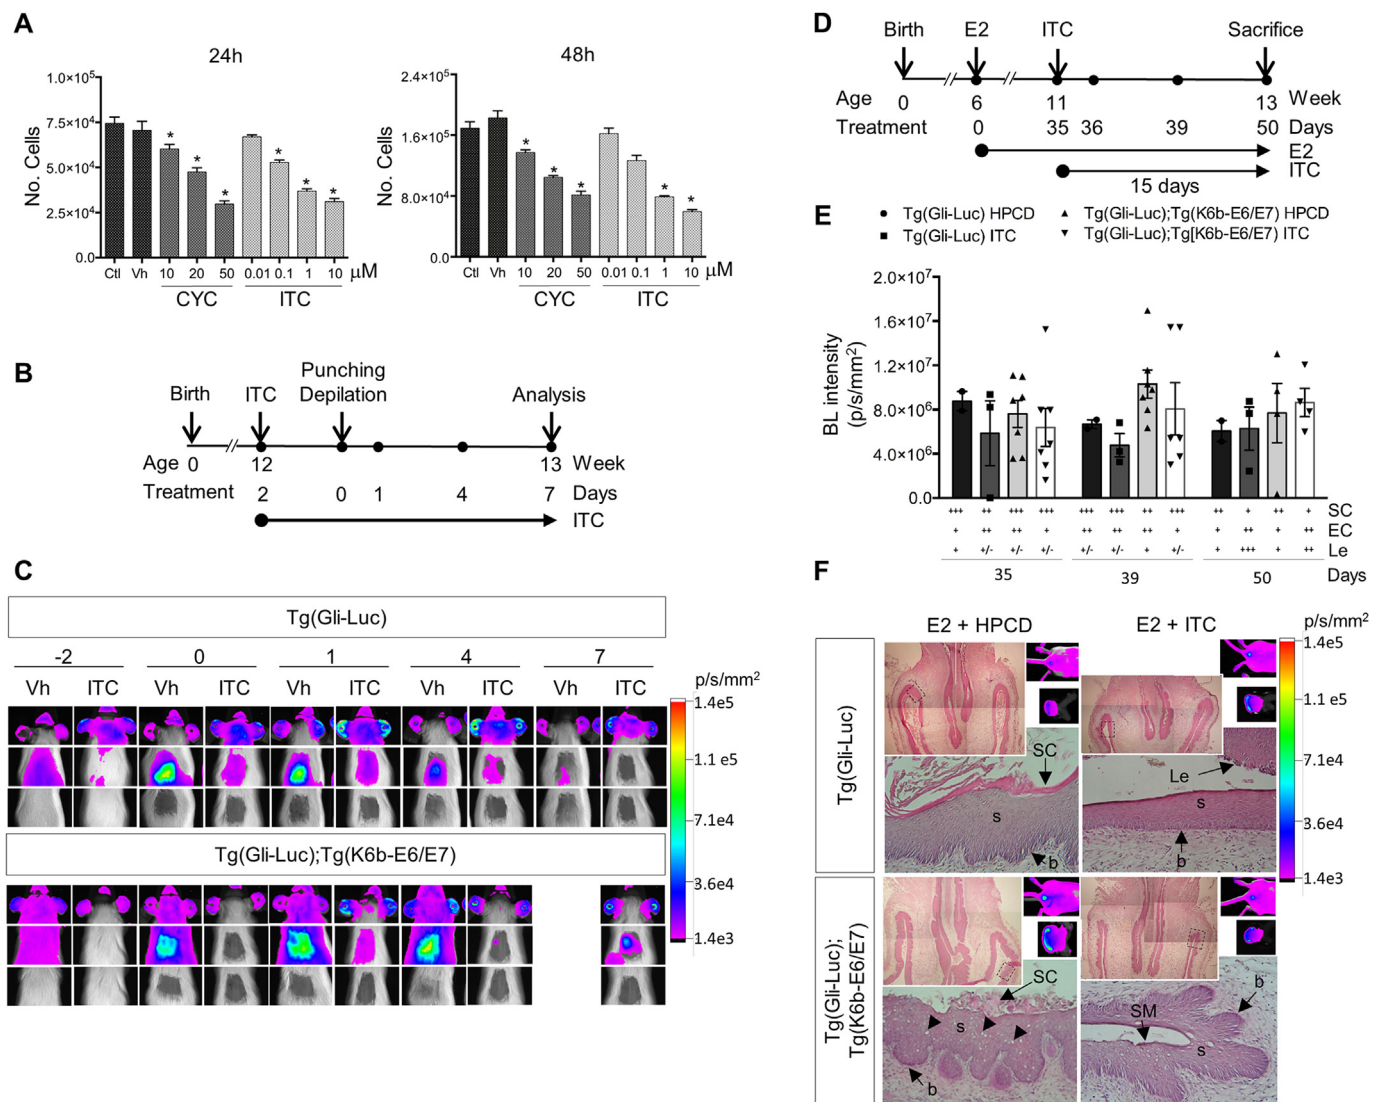 A
24h
No. Cells
1.0×10⁵
7.5×10⁴
5.0×10⁴
2.5×10⁴
0.0
* * * * * *
Ctl Vh 10 20 50 0.01 0.1 1 10 μM
CYC ITC
48h
No. Cells
2.4×10⁵
1.6×10⁵
8.0×10⁴
0.0
* * * * *
Ctl Vh 10 20 50 0.01 0.1 1 10 μM
CYC ITC
B
Punching
Depilation
Birth ITC Analysis
Age 0 12 13 Week
Treatment 2 0 1 4 7 Days
ITC
C
Tg(Gli-Luc)
-2 0 1 4 7
Vh ITC Vh ITC Vh ITC Vh ITC Vh ITC
p/s/mm²
1.4e5
1.1 e5
7.1e4
3.6e4
1.4e3
Tg(Gli-Luc);Tg(K6b-E6/E7)
D
Birth E2 ITC Sacrifice
Age 0 6 11 13 Week
Treatment 0 35 36 39 50 Days
E2
ITC
15 days
E
Tg(Gli-Luc) HPCD
Tg(Gli-Luc) ITC
Tg(Gli-Luc);Tg(K6b-E6/E7) HPCD
Tg(Gli-Luc);Tg[K6b-E6/E7) ITC
BL intensity
(p/s/mm²)
2.0×10⁷
1.6×10⁷
1.2×10⁷
8.0×10⁶
4.0×10⁶
0.0
+++ ++ +++ +++ +++ +++ +++ +++ ++ + ++ + SC
+ + ++ + + ++ ++ + + ++ + ++ EC
+ +/- +/- +/- +/- +/- + +/- + +++ + ++ Le
35 39 50 Days
F
E2 + HPCD E2 + ITC
p/s/mm²
1.4e5
1.1 e5
7.1e4
3.6e4
1.4e3
Tg(Gli-Luc)
SC
s
b
Le
s
b
Tg(Gli-Luc);
Tg(K6b-E6/E7)
SC
s
b
SM
s
b